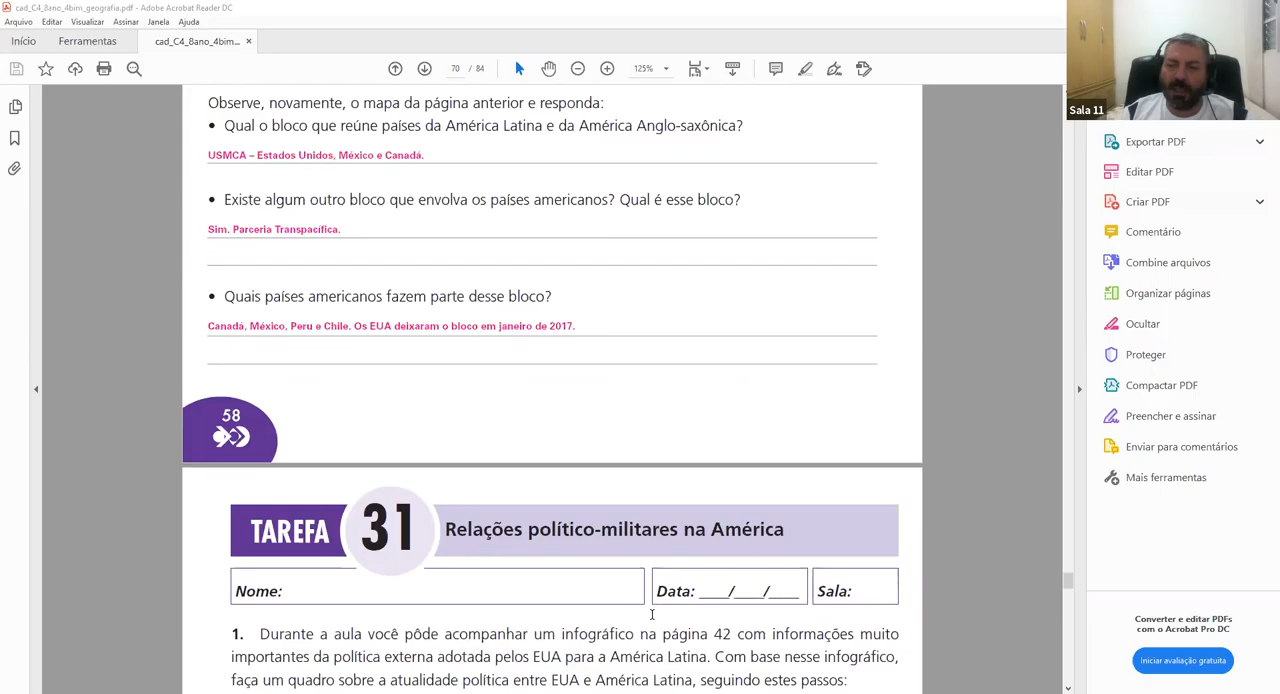 cad_C4_8ano_4bim_geografia.pdf - Adobe Acrobat Reader DC
Arquivo Editar Visualizar Assinar Janela Ajuda
Início Ferramentas cad_C4_8ano_4bim... ×
70 / 84 125%
Sala 11
Observe, novamente, o mapa da página anterior e responda:
• Qual o bloco que reúne países da América Latina e da América Anglo-saxônica?
USMCA – Estados Unidos, México e Canadá.
• Existe algum outro bloco que envolva os países americanos? Qual é esse bloco?
Sim. Parceria Transpacífica.
• Quais países americanos fazem parte desse bloco?
Canadá, México, Peru e Chile. Os EUA deixaram o bloco em janeiro de 2017.
58
TAREFA 31 Relações político-militares na América
Nome: Data: ____/____/____ Sala:
1. Durante a aula você pôde acompanhar um infográfico na página 42 com informações muito
importantes da política externa adotada pelos EUA para a América Latina. Com base nesse infográfico,
faça um quadro sobre a atualidade política entre EUA e América Latina, seguindo estes passos:
Exportar PDF
Editar PDF
Criar PDF
Comentário
Combine arquivos
Organizar páginas
Ocultar
Proteger
Compactar PDF
Preencher e assinar
Enviar para comentários
Mais ferramentas
Converter e editar PDFs
com o Acrobat Pro DC
Iniciar avaliação gratuita